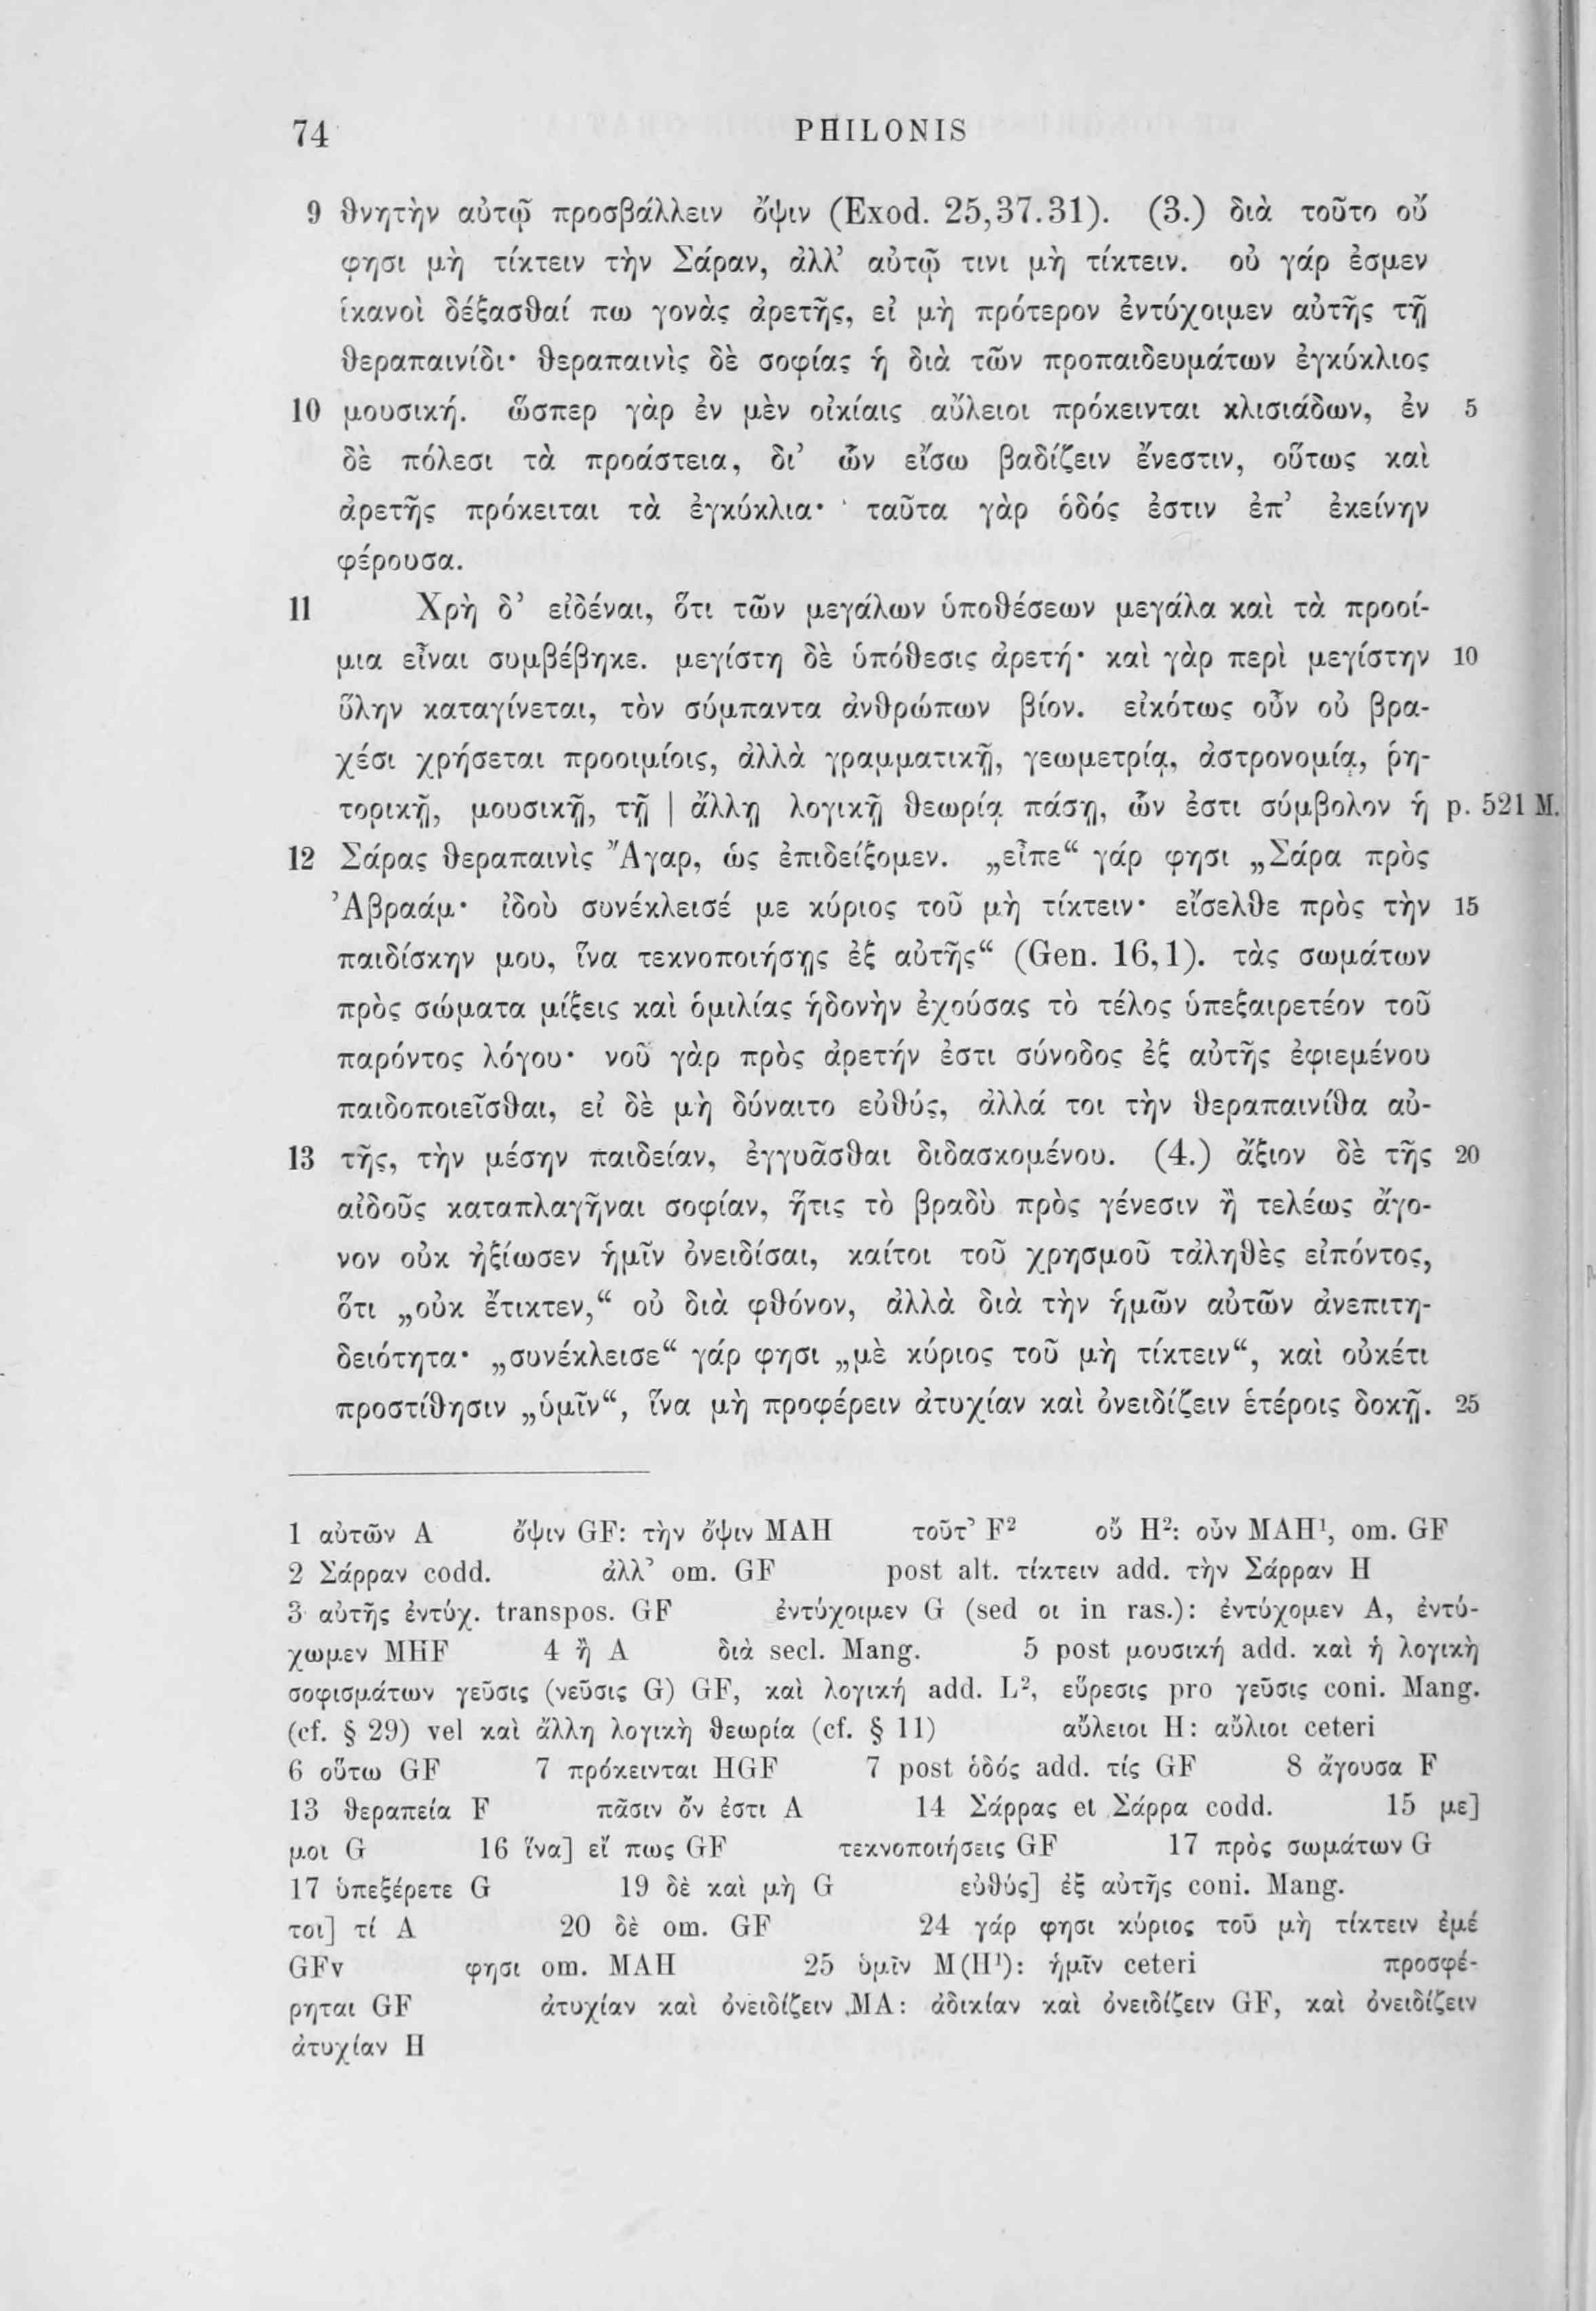 74 PHILONIS
9 θνητὴν αὐτῷ προσβάλλειν ὄψιν (Exod. 25,37.31). (3.) διὰ τοῦτο οὔ
φησι μὴ τίκτειν τὴν Σάραν, ἀλλ’ αὐτῷ τινι μὴ τίκτειν. οὐ γάρ ἐσμεν
ἱκανοὶ δέξασθαί πω γονὰς ἀρετῆς, εἰ μὴ πρότερον ἐντύχοιμεν αὐτῆς τῇ
θεραπαινίδι· θεραπαινὶς δὲ σοφίας ἡ διὰ τῶν προπαιδευμάτων ἐγκύκλιος
10 μουσική. ὥσπερ γὰρ ἐν μὲν οἰκίαις αὔλειοι πρόκεινται κλισιάδων, ἐν 5
δὲ πόλεσι τὰ προάστεια, δι’ ὧν εἴσω βαδίζειν ἔνεστιν, οὕτως καὶ
ἀρετῆς πρόκειται τὰ ἐγκύκλια· ταῦτα γὰρ ὁδός ἐστιν ἐπ’ ἐκείνην
φέρουσα.
11 Χρὴ δ’ εἰδέναι, ὅτι τῶν μεγάλων ὑποθέσεων μεγάλα καὶ τὰ προοί-
μια εἶναι συμβέβηκε. μεγίστη δὲ ὑπόθεσις ἀρετή· καὶ γὰρ περὶ μεγίστην 10
ὕλην καταγίνεται, τὸν σύμπαντα ἀνθρώπων βίον. εἰκότως οὖν οὐ βρα-
χέσι χρήσεται προοιμίοις, ἀλλὰ γραμματικῇ, γεωμετρίᾳ, ἀστρονομίᾳ, ῥη-
τορικῇ, μουσικῇ, τῇ | ἄλλῃ λογικῇ θεωρίᾳ πάσῃ, ὧν ἐστι σύμβολον ἡ p. 521 M.
12 Σάρας θεραπαινὶς Ἄγαρ, ὡς ἐπιδείξομεν. „εἶπε“ γάρ φησι „Σάρα πρὸς
Ἀβραάμ· ἰδοὺ συνέκλεισέ με κύριος τοῦ μὴ τίκτειν· εἴσελθε πρὸς τὴν 15
παιδίσκην μου, ἵνα τεκνοποιήσῃς ἐξ αὐτῆς“ (Gen. 16,1). τὰς σωμάτων
πρὸς σώματα μίξεις καὶ ὁμιλίας ἡδονὴν ἐχούσας τὸ τέλος ὑπεξαιρετέον τοῦ
παρόντος λόγου· νοῦ γὰρ πρὸς ἀρετήν ἐστι σύνοδος ἐξ αὐτῆς ἐφιεμένου
παιδοποιεῖσθαι, εἰ δὲ μὴ δύναιτο εὐθύς, ἀλλά τοι τὴν θεραπαινίθα αὐ-
13 τῆς, τὴν μέσην παιδείαν, ἐγγυᾶσθαι διδασκομένου. (4.) ἄξιον δὲ τῆς 20
αἰδοῦς καταπλαγῆναι σοφίαν, ἥτις τὸ βραδὺ πρὸς γένεσιν ἢ τελέως ἄγο-
νον οὐκ ἠξίωσεν ἡμῖν ὀνειδίσαι, καίτοι τοῦ χρησμοῦ τἀληθὲς εἰπόντος,
ὅτι „οὐκ ἔτικτεν,“ οὐ διὰ φθόνον, ἀλλὰ διὰ τὴν ἡμῶν αὐτῶν ἀνεπιτη-
δειότητα· „συνέκλεισε“ γάρ φησι „μὲ κύριος τοῦ μὴ τίκτειν“, καὶ οὐκέτι
προστίθησιν „ὑμῖν“, ἵνα μὴ προφέρειν ἀτυχίαν καὶ ὀνειδίζειν ἑτέροις δοκῇ. 25
1 αὐτῶν A ὄψιν GF: τὴν ὄψιν MAH τοῦτ’ F² οὔ H²: οὖν MAH¹, om. GF
2 Σάρραν codd. ἀλλ’ om. GF post alt. τίκτειν add. τὴν Σάρραν H
3 αὐτῆς ἐντύχ. transpos. GF ἐντύχοιμεν G (sed οι in ras.): ἐντύχομεν A, ἐντύ-
χωμεν MHF 4 ἢ A διὰ secl. Mang. 5 post μουσική add. καὶ ἡ λογικὴ
σοφισμάτων γεῦσις (νεῦσις G) GF, καὶ λογική add. L², εὕρεσις pro γεῦσις coni. Mang.
(cf. § 29) vel καὶ ἄλλη λογικὴ θεωρία (cf. § 11) αὔλειοι H: αὔλιοι ceteri
6 οὕτω GF 7 πρόκεινται HGF 7 post ὁδός add. τίς GF 8 ἄγουσα F
13 θεραπεία F πᾶσιν ὅν ἐστι A 14 Σάρρας et Σάρρα codd. 15 με]
μοι G 16 ἵνα] εἴ πως GF τεκνοποιήσεις GF 17 πρὸς σωμάτων G
17 ὑπεξέρετε G 19 δὲ καὶ μὴ G εὐθύς] ἐξ αὐτῆς coni. Mang.
τοι] τί A 20 δὲ om. GF 24 γάρ φησι κύριος τοῦ μὴ τίκτειν ἐμέ
GFv φησι om. MAH 25 ὑμῖν M(H¹): ἡμῖν ceteri προσφέ-
ρηται GF ἀτυχίαν καὶ ὀνειδίζειν MA: ἀδικίαν καὶ ὀνειδίζειν GF, καὶ ὀνειδίζειν
ἀτυχίαν H